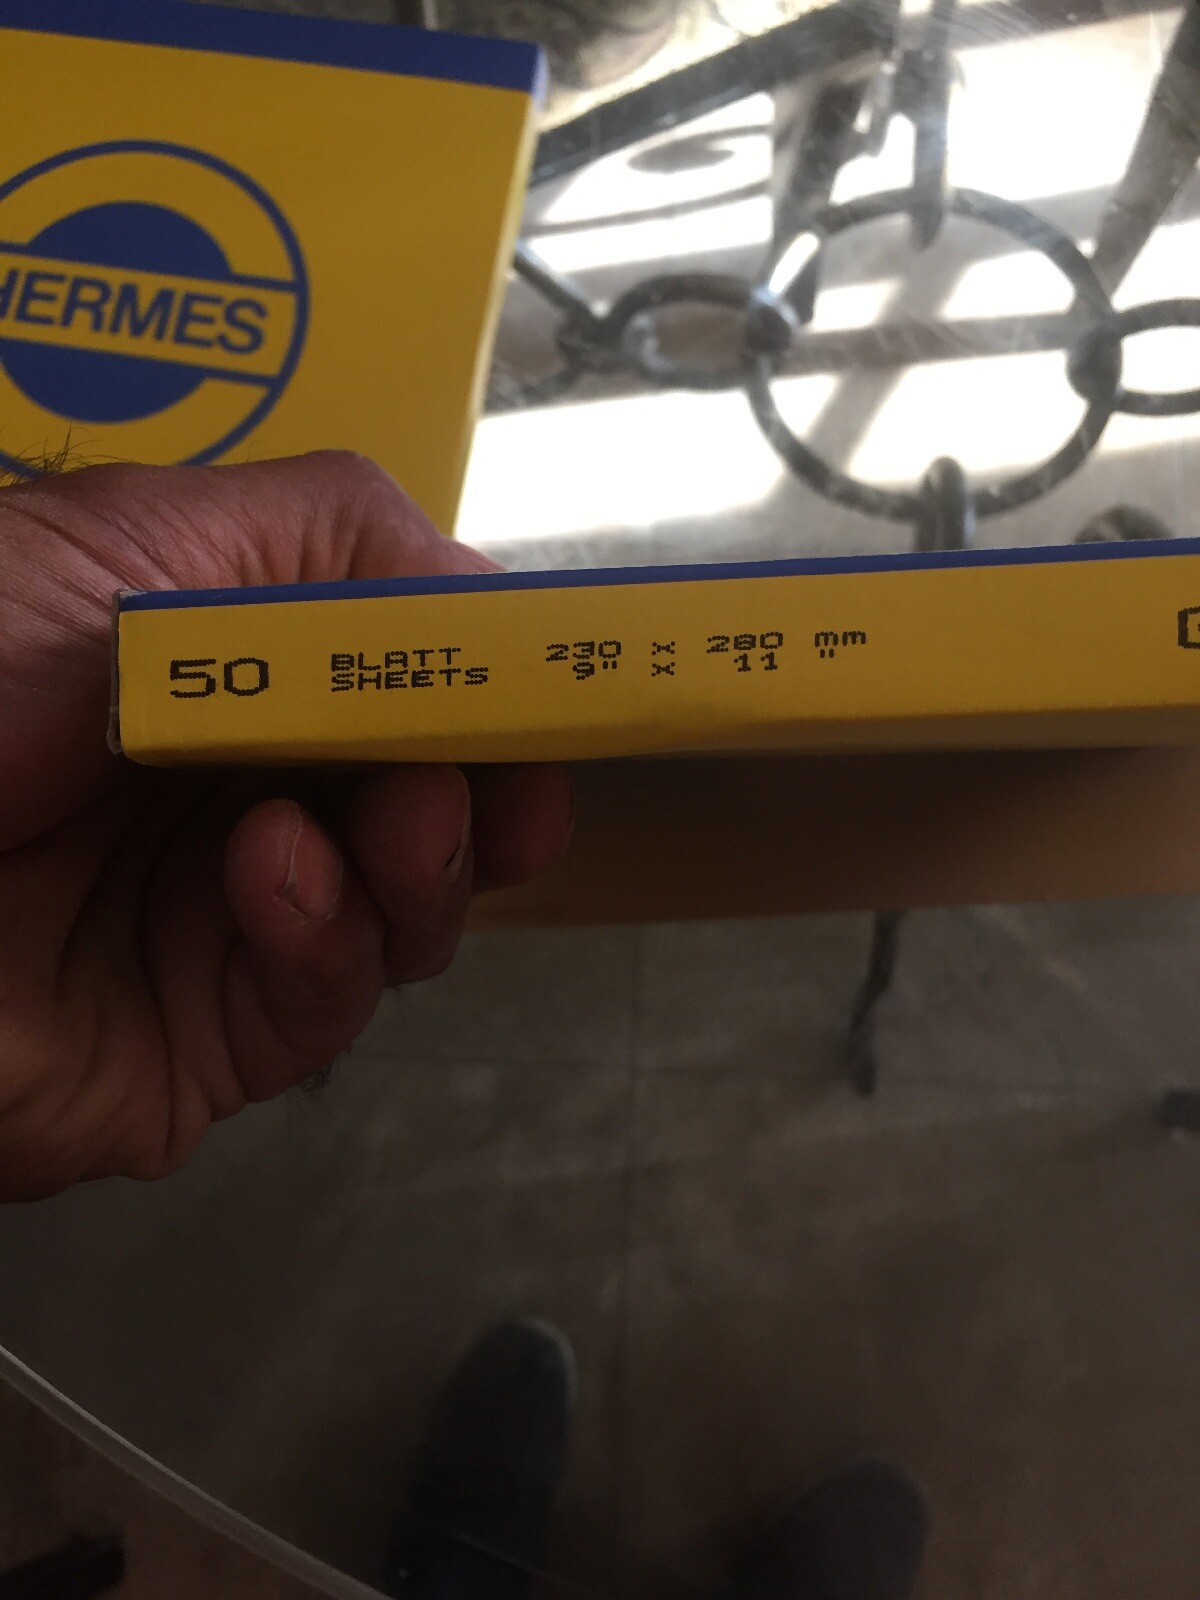 HERMES
50
BLATT 230 x 280 mm
SHEETS 9" x 11 "